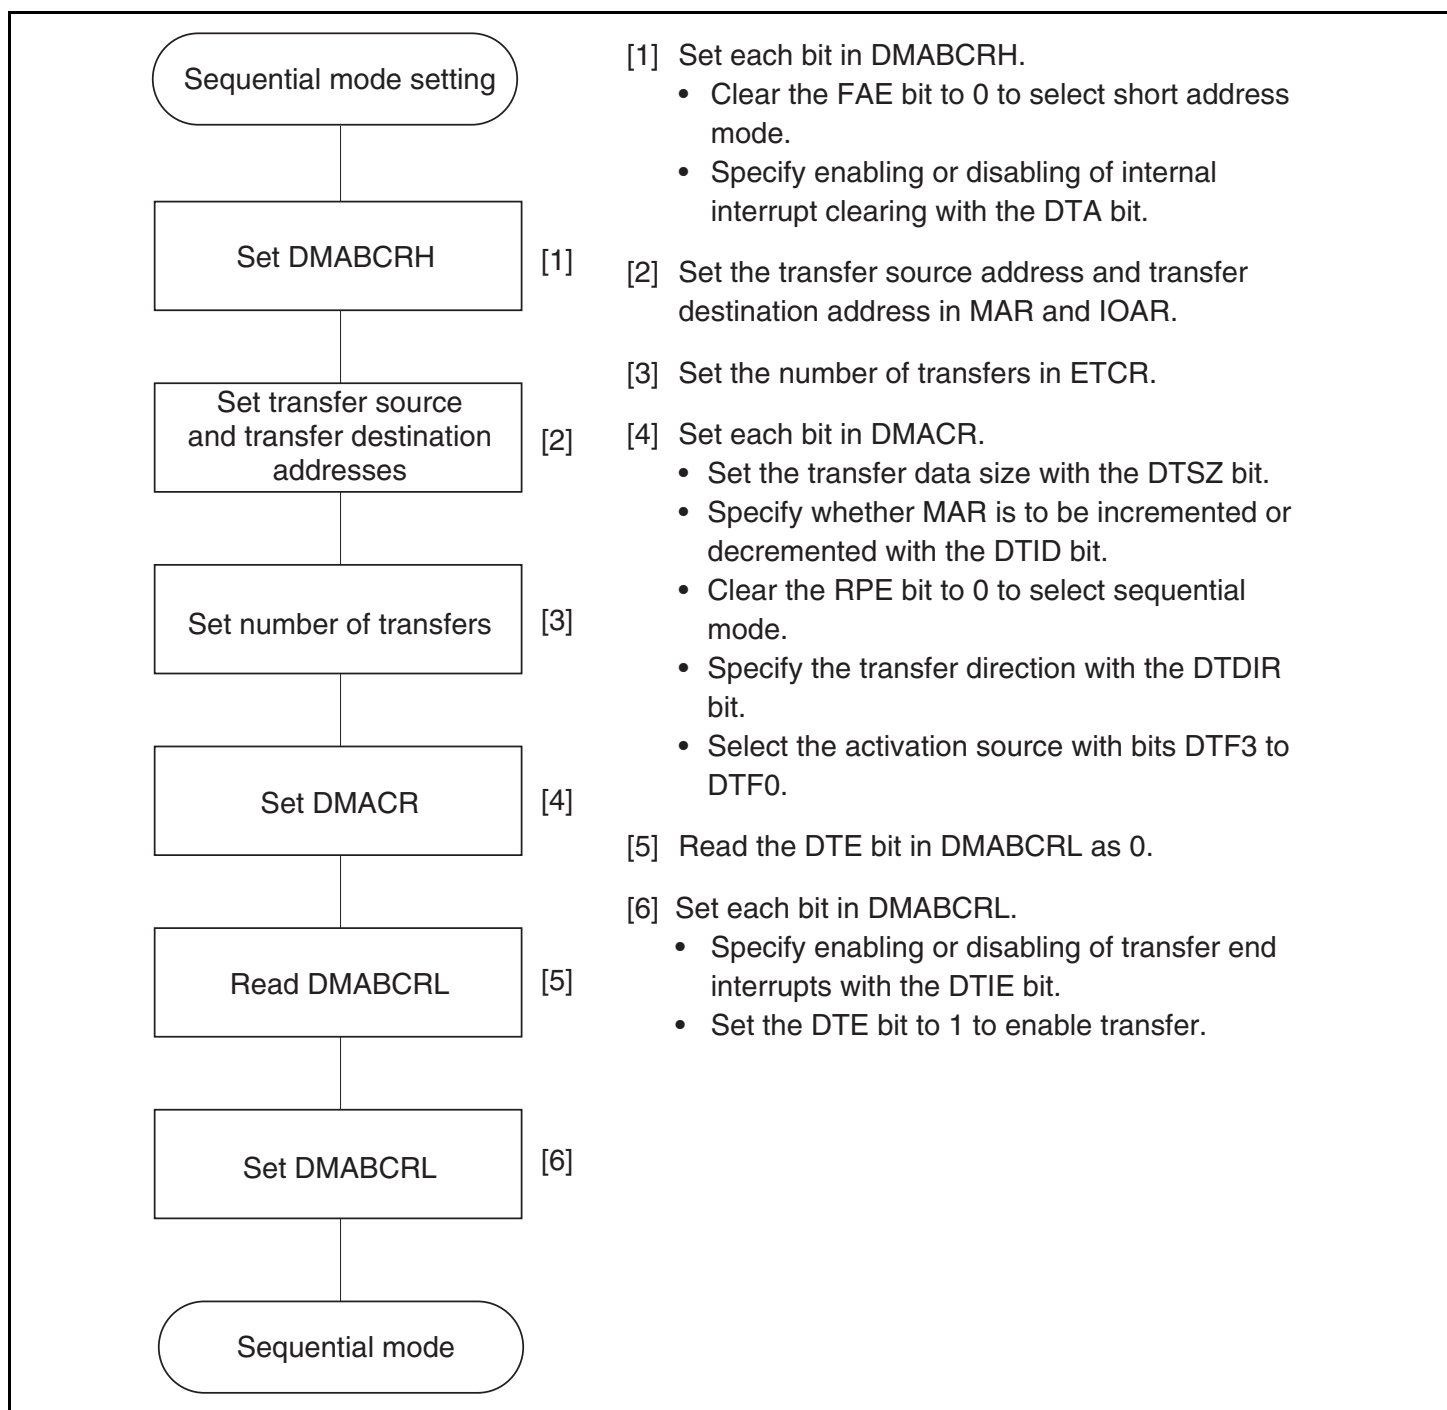 Sequential mode setting
Set DMABCRH
[1]
Set transfer source
and transfer destination
addresses
[2]
Set number of transfers
[3]
Set DMACR
[4]
Read DMABCRL
[5]
Set DMABCRL
[6]
Sequential mode
[1] Set each bit in DMABCRH.
• Clear the FAE bit to 0 to select short address
mode.
• Specify enabling or disabling of internal
interrupt clearing with the DTA bit.
[2] Set the transfer source address and transfer
destination address in MAR and IOAR.
[3] Set the number of transfers in ETCR.
[4] Set each bit in DMACR.
• Set the transfer data size with the DTSZ bit.
• Specify whether MAR is to be incremented or
decremented with the DTID bit.
• Clear the RPE bit to 0 to select sequential
mode.
• Specify the transfer direction with the DTDIR
bit.
• Select the activation source with bits DTF3 to
DTF0.
[5] Read the DTE bit in DMABCRL as 0.
[6] Set each bit in DMABCRL.
• Specify enabling or disabling of transfer end
interrupts with the DTIE bit.
• Set the DTE bit to 1 to enable transfer.